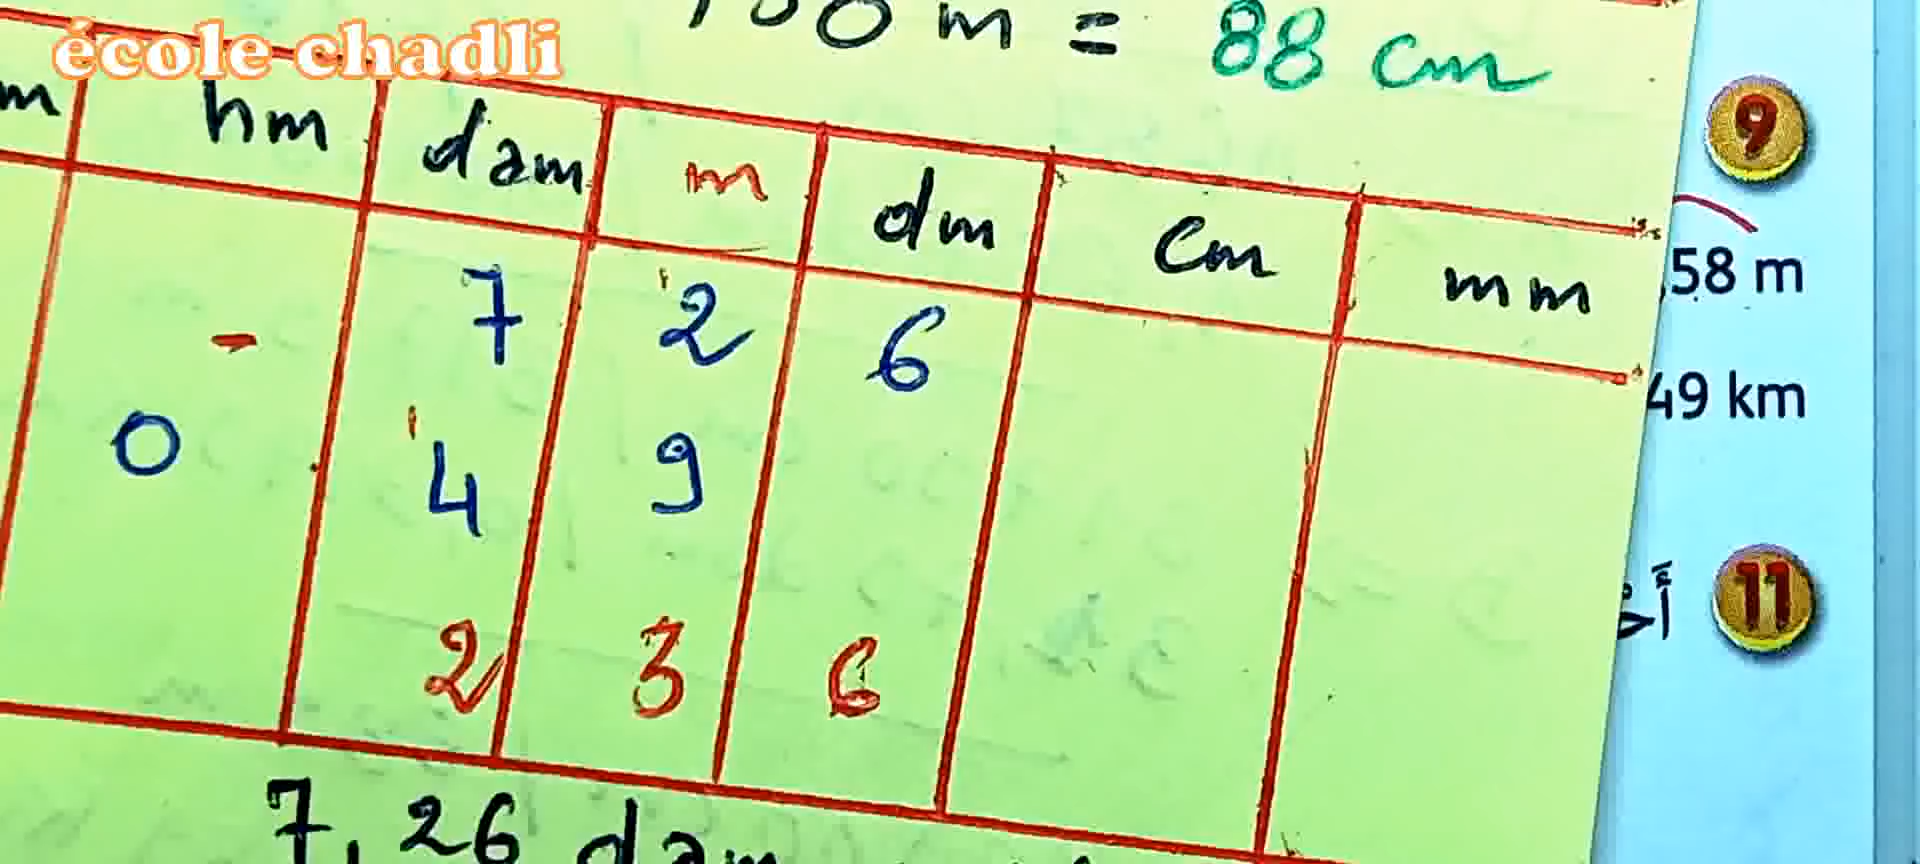 école chadli
m = 88 cm
hm dam m dm cm mm
9
58 m
- 7 '2 6
49 km
0 '4 9
11
2 3 6
7,26 dam